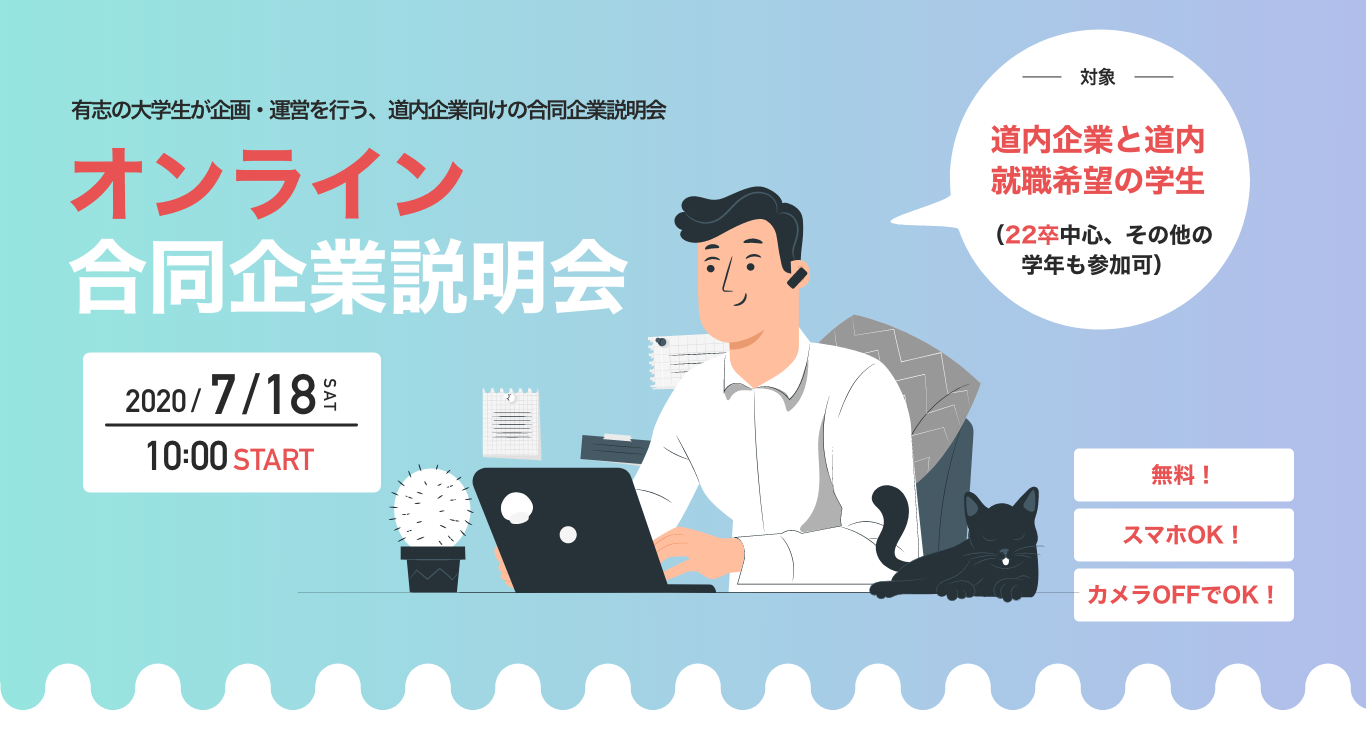 有志の大学生が企画・運営を行う、道内企業向けの合同企業説明会
オンライン
合同企業説明会
2020/ 7/18 SAT
10:00 START
対象
道内企業と道内
就職希望の学生
（22卒中心、その他の
学年も参加可）
無料！
スマホOK！
カメラOFFでOK！